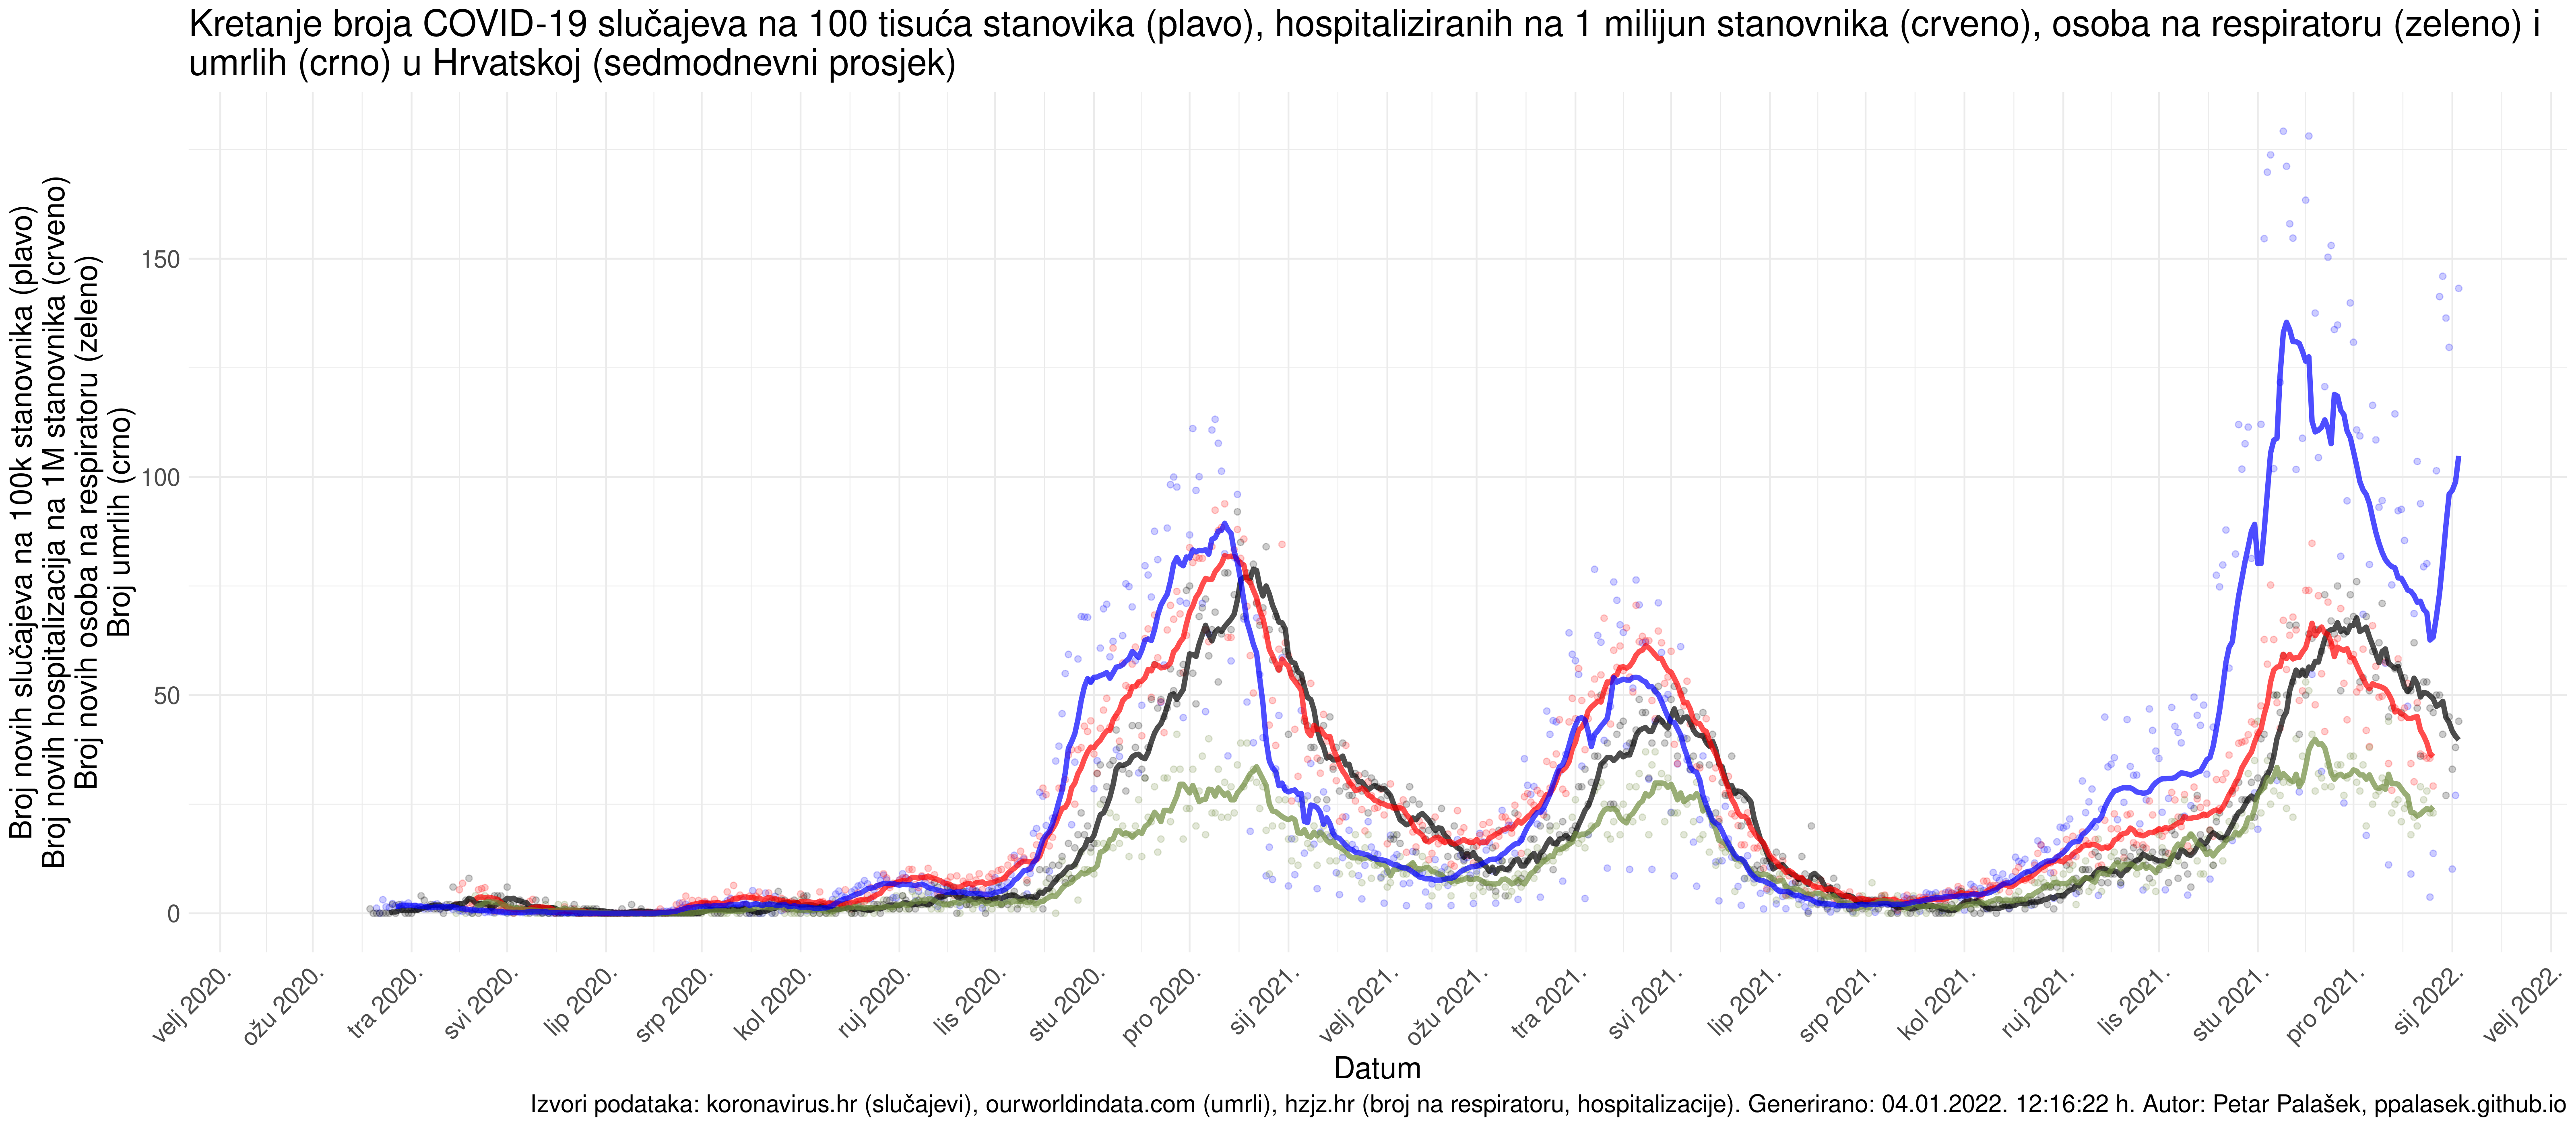 Kretanje broja COVID-19 slučajeva na 100 tisuća stanovika (plavo), hospitaliziranih na 1 milijun stanovnika (crveno), osoba na respiratoru (zeleno) i
umrlih (crno) u Hrvatskoj (sedmodnevni prosjek)
Broj novih slučajeva na 100k stanovnika (plavo)
Broj novih hospitalizacija na 1M stanovnika (crveno)
Broj novih osoba na respiratoru (zeleno)
Broj umrlih (crno)
150
100
50
0
velj 2020.
ožu 2020.
tra 2020.
svi 2020.
lip 2020.
srp 2020.
kol 2020.
ruj 2020.
lis 2020.
stu 2020.
pro 2020.
sij 2021.
velj 2021.
ožu 2021.
tra 2021.
svi 2021.
lip 2021.
srp 2021.
kol 2021.
ruj 2021.
lis 2021.
stu 2021.
pro 2021.
sij 2022.
velj 2022.
Datum
Izvori podataka: koronavirus.hr (slučajevi), ourworldindata.com (umrli), hzjz.hr (broj na respiratoru, hospitalizacije). Generirano: 04.01.2022. 12:16:22 h. Autor: Petar Palašek, ppalasek.github.io